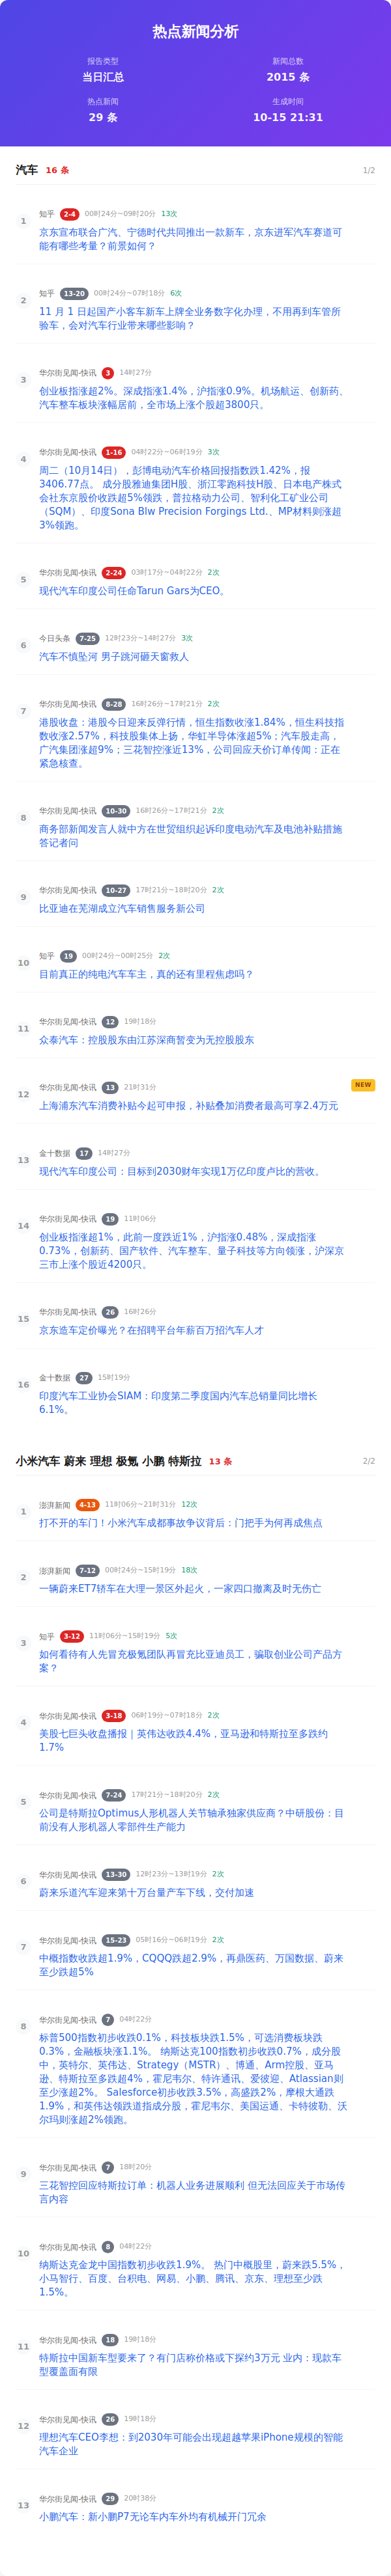 热点新闻分析
报告类型
当日汇总
新闻总数
2015 条
热点新闻
29 条
生成时间
10-15 21:31
汽车 16 条 1/2
1
知乎 2-4 00时24分~09时20分 13次
京东宣布联合广汽、宁德时代共同推出一款新车，京东进军汽车赛道可
能有哪些考量？前景如何？
2
知乎 13-20 00时24分~07时18分 6次
11 月 1 日起国产小客车新车上牌全业务数字化办理，不用再到车管所
验车，会对汽车行业带来哪些影响？
3
华尔街见闻-快讯 3 14时27分
创业板指涨超2%。深成指涨1.4%，沪指涨0.9%。机场航运、创新药、
汽车整车板块涨幅居前，全市场上涨个股超3800只。
4
华尔街见闻-快讯 1-16 04时22分~06时19分 3次
周二（10月14日），彭博电动汽车价格回报指数跌1.42%，报
3406.77点。 成分股雅迪集团H股、浙江零跑科技H股、日本电产株式
会社东京股价收跌超5%领跌，普拉格动力公司、智利化工矿业公司
（SQM）、印度Sona Blw Precision Forgings Ltd.、MP材料则涨超
3%领跑。
5
华尔街见闻-快讯 2-24 03时17分~04时22分 2次
现代汽车印度公司任命Tarun Gars为CEO。
6
今日头条 7-25 12时23分~14时27分 3次
汽车不慎坠河 男子跳河砸天窗救人
7
华尔街见闻-快讯 8-28 16时26分~17时21分 2次
港股收盘：港股今日迎来反弹行情，恒生指数收涨1.84%，恒生科技指
数收涨2.57%，科技股集体上扬，华虹半导体涨超5%；汽车股走高，
广汽集团涨超9%；三花智控涨近13%，公司回应天价订单传闻：正在
紧急核查。
8
华尔街见闻-快讯 10-30 16时26分~17时21分 2次
商务部新闻发言人就中方在世贸组织起诉印度电动汽车及电池补贴措施
答记者问
9
华尔街见闻-快讯 10-27 17时21分~18时20分 2次
比亚迪在芜湖成立汽车销售服务新公司
10
知乎 19 00时24分~00时25分 2次
目前真正的纯电汽车车主，真的还有里程焦虑吗？
11
华尔街见闻-快讯 12 19时18分
众泰汽车：控股股东由江苏深商暂变为无控股股东
12
华尔街见闻-快讯 13 21时31分 NEW
上海浦东汽车消费补贴今起可申报，补贴叠加消费者最高可享2.4万元
13
金十数据 17 14时27分
现代汽车印度公司：目标到2030财年实现1万亿印度卢比的营收。
14
华尔街见闻-快讯 19 11时06分
创业板指涨超1%，此前一度跌近1%，沪指涨0.48%，深成指涨
0.73%，创新药、国产软件、汽车整车、量子科技等方向领涨，沪深京
三市上涨个股近4200只。
15
华尔街见闻-快讯 26 16时26分
京东造车定价曝光？在招聘平台年薪百万招汽车人才
16
金十数据 27 15时19分
印度汽车工业协会SIAM：印度第二季度国内汽车总销量同比增长
6.1%。
小米汽车 蔚来 理想 极氪 小鹏 特斯拉 13 条 2/2
1
澎湃新闻 4-13 11时06分~21时31分 12次
打不开的车门！小米汽车成都事故争议背后：门把手为何再成焦点
2
澎湃新闻 7-12 00时24分~15时19分 18次
一辆蔚来ET7轿车在大理一景区外起火，一家四口撤离及时无伤亡
3
知乎 3-12 11时06分~15时19分 5次
如何看待有人先冒充极氪团队再冒充比亚迪员工，骗取创业公司产品方
案？
4
华尔街见闻-快讯 3-18 06时19分~07时18分 2次
美股七巨头收盘播报｜英伟达收跌4.4%，亚马逊和特斯拉至多跌约
1.7%
5
华尔街见闻-快讯 7-24 17时21分~18时20分 2次
公司是特斯拉Optimus人形机器人关节轴承独家供应商？中研股份：目
前没有人形机器人零部件生产能力
6
华尔街见闻-快讯 13-30 12时23分~13时19分 2次
蔚来乐道汽车迎来第十万台量产车下线，交付加速
7
华尔街见闻-快讯 15-23 05时16分~06时19分 2次
中概指数收跌超1.9%，CQQQ跌超2.9%，再鼎医药、万国数据、蔚来
至少跌超5%
8
华尔街见闻-快讯 7 04时22分
标普500指数初步收跌0.1%，科技板块跌1.5%，可选消费板块跌
0.3%，金融板块涨1.1%。 纳斯达克100指数初步收跌0.7%，成分股
中，英特尔、英伟达、Strategy（MSTR）、博通、Arm控股、亚马
逊、特斯拉至多跌超4%，霍尼韦尔、特许通讯、爱彼迎、Atlassian则
至少涨超2%。 Salesforce初步收跌3.5%，高盛跌2%，摩根大通跌
1.9%，和英伟达领跌道指成分股，霍尼韦尔、美国运通、卡特彼勒、沃
尔玛则涨超2%领跑。
9
华尔街见闻-快讯 7 18时20分
三花智控回应特斯拉订单：机器人业务进展顺利 但无法回应关于市场传
言内容
10
华尔街见闻-快讯 8 04时22分
纳斯达克金龙中国指数初步收跌1.9%。 热门中概股里，蔚来跌5.5%，
小马智行、百度、台积电、网易、小鹏、腾讯、京东、理想至少跌
1.5%。
11
华尔街见闻-快讯 18 19时18分
特斯拉中国新车型要来了？有门店称价格或下探约3万元 业内：现款车
型覆盖面有限
12
华尔街见闻-快讯 26 19时18分
理想汽车CEO李想：到2030年可能会出现超越苹果iPhone规模的智能
汽车企业
13
华尔街见闻-快讯 29 20时38分
小鹏汽车：新小鹏P7无论车内车外均有机械开门冗余